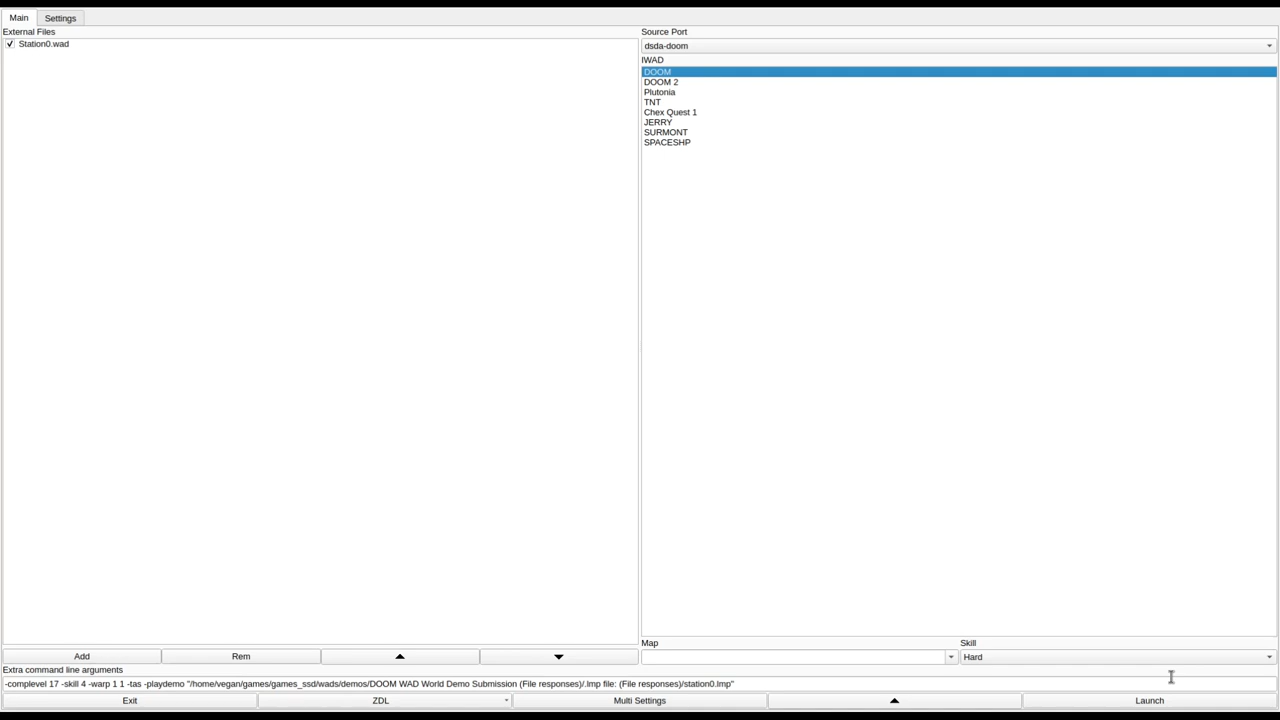 Main Settings
External Files
Station0.wad
Source Port
dsda-doom
IWAD
DOOM
DOOM 2
Plutonia
TNT
Chex Quest 1
JERRY
SURMONT
SPACESHP
Map Skill
Hard
Add Rem
Extra command line arguments
-complevel 17 -skill 4 -warp 1 1 -tas -playdemo "/home/vegan/games/games_ssd/wads/demos/DOOM WAD World Demo Submission (File responses)/.lmp file: (File responses)/station0.lmp"
Exit ZDL Multi Settings Launch